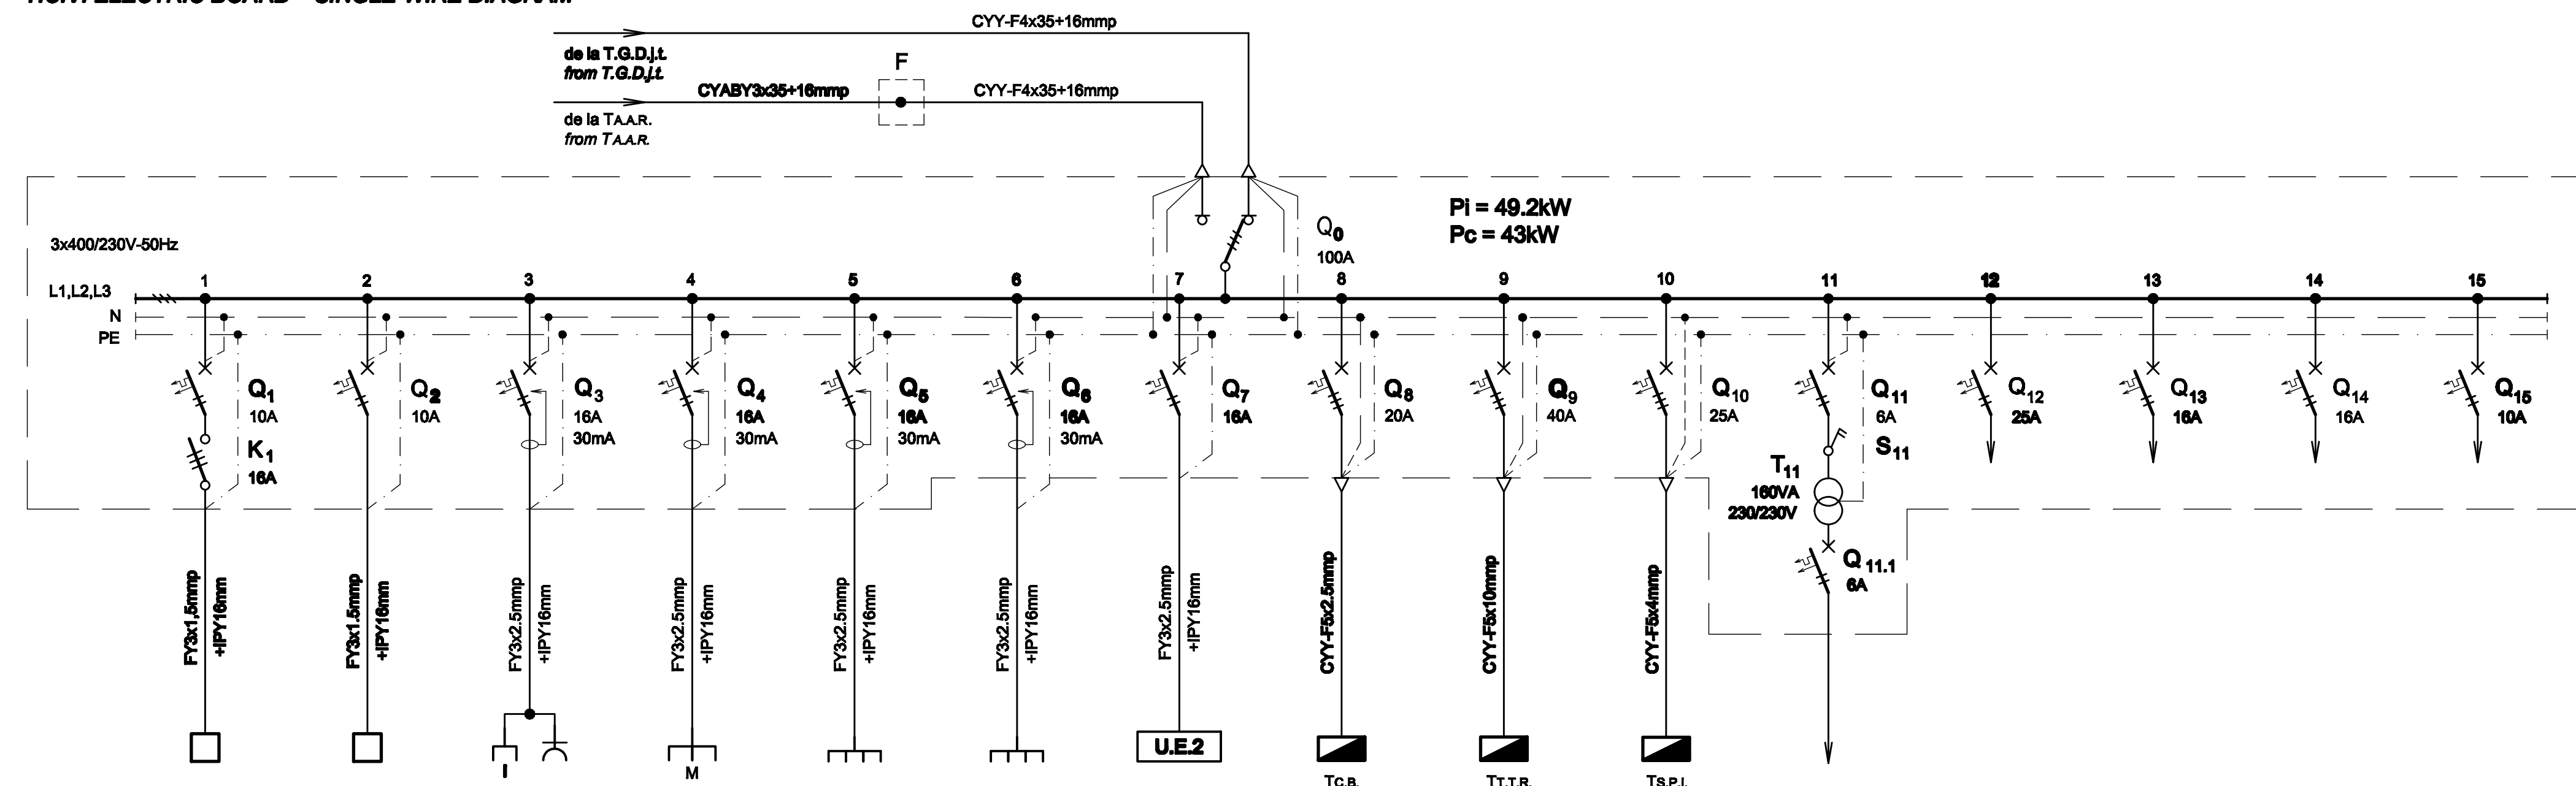 ELECTRIC BOARD - SINGLE WIRE DIAGRAM
CYY-F4x35+16mmp
de la T.G.D.j.t.
from T.G.D.j.t.
F
CYABY3x35+16mmp
CYY-F4x35+16mmp
de la TA.A.R.
from TA.A.R.
Pi = 49.2kW
Pc = 43kW
Q0
100A
3x400/230V-50Hz
L1,L2,L3
N
PE
1 2 3 4 5 6 7 8 9 10 11 12 13 14 15
Q1 Q2 Q3 Q4 Q5 Q6 Q7 Q8 Q9 Q10 Q11 Q12 Q13 Q14 Q15
10A 10A 16A 16A 16A 16A 16A 20A 40A 25A 6A 25A 16A 16A 10A
30mA 30mA 30mA 30mA
K1
16A
S11
T11
160VA
230/230V
Q11.1
6A
FY3x1,5mmp
+IPY16mm
FY3x1.5mmp
+IPY16mm
FY3x2.5mmp
+IPY16mm
FY3x2.5mmp
+IPY16mm
FY3x2.5mmp
+IPY16mm
FY3x2.5mmp
+IPY16mm
FY3x2.5mmp
+IPY16mm
CYY-F5x2.5mmp
CYY-F5x10mmp
CYY-F5x4mmp
I
M
U.E.2
TC.B.
TT.T.R.
TS.P.I.